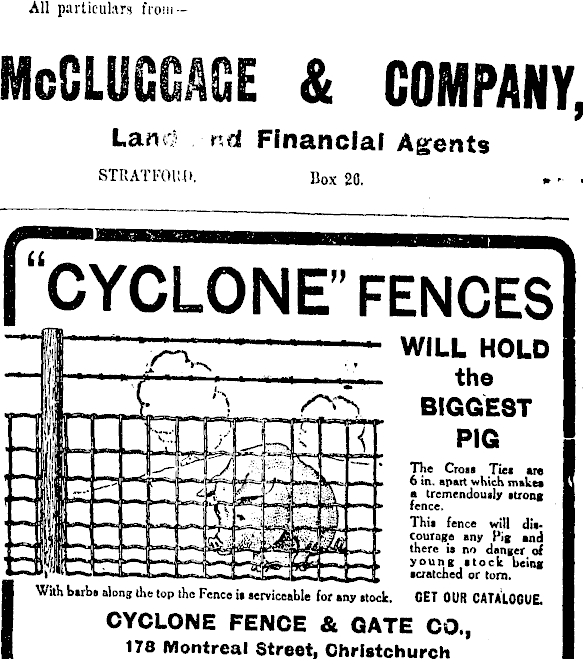 All particulars from—
McCLUGGAGE & COMPANY,
Land and Financial Agents
STRATFORD. Box 26.
"CYCLONE" FENCES
WILL HOLD
the
BIGGEST
PIG
The Cross Ties are
6 in. apart which makes
a tremendously strong
fence.
This fence will dis-
courage any Pig and
there is no danger of
young stock being
scratched or torn.
With barbs along the top the Fence is serviceable for any stock.
GET OUR CATALOGUE.
CYCLONE FENCE & GATE CO.,
178 Montreal Street, Christchurch